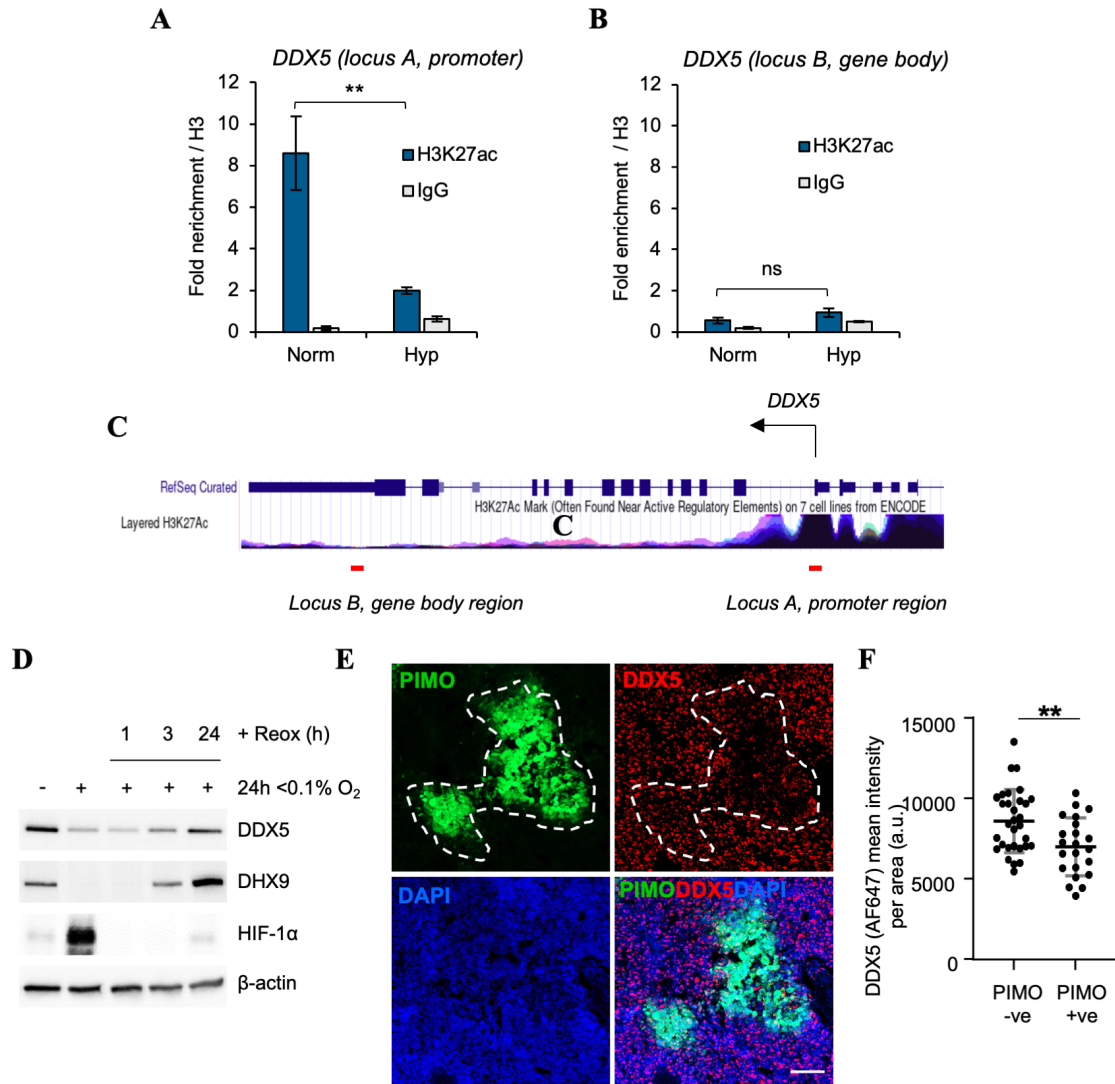 A
DDX5 (locus A, promoter)
Fold nerichment / H3
12
10
8
6
4
2
0
**
H3K27ac
IgG
Norm
Hyp
B
DDX5 (locus B, gene body)
Fold enrichment / H3
12
10
8
6
4
2
0
H3K27ac
IgG
ns
Norm
Hyp
C
DDX5
RefSeq Curated
H3K27Ac Mark (Often Found Near Active Regulatory Elements) on 7 cell lines from ENCODE
Layered H3K27Ac
C
Locus B, gene body region
Locus A, promoter region
D
1 3 24 + Reox (h)
- + + + + 24h <0.1% O2
DDX5
DHX9
HIF-1α
β-actin
E
PIMO
DDX5
DAPI
PIMODDX5DAPI
F
DDX5 (AF647) mean intensity
per area (a.u.)
15000
10000
5000
0
**
PIMO
-ve
PIMO
+ve